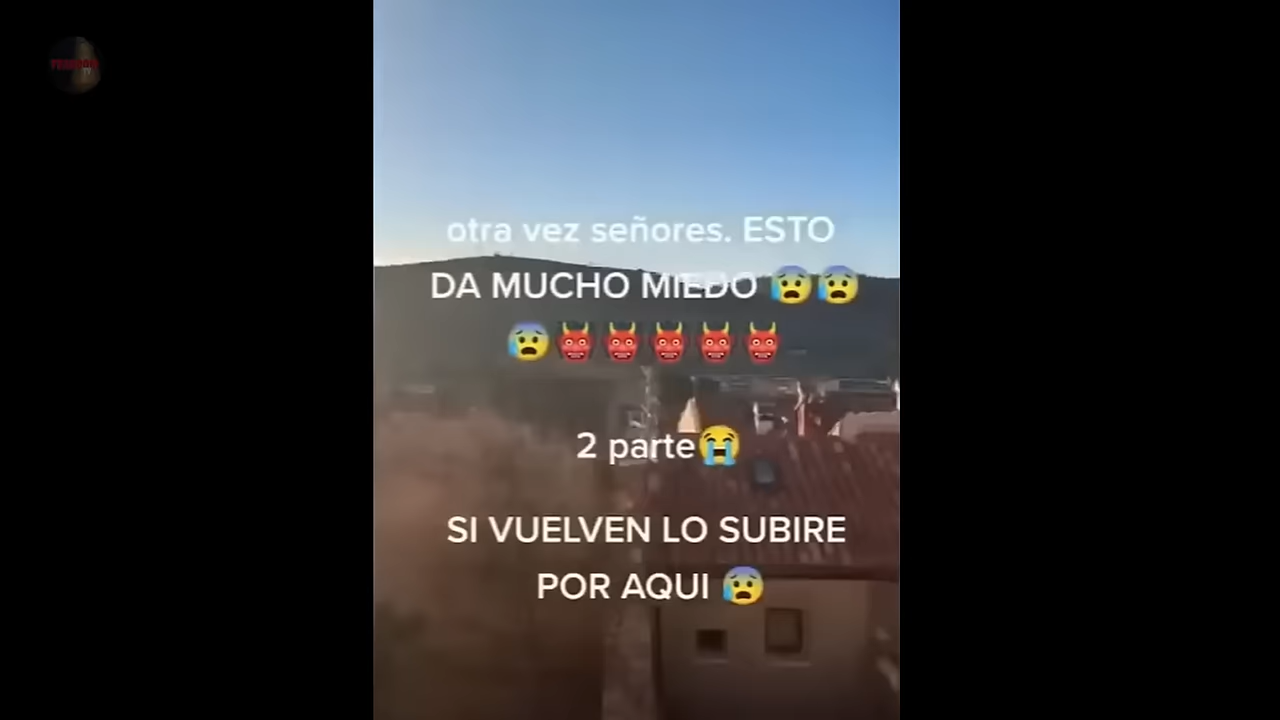 otra vez señores. ESTO
DA MUCHO MIEDO 😰😰
😰👹👹👹👹👹
2 parte😭
SI VUELVEN LO SUBIRE
POR AQUI 😰